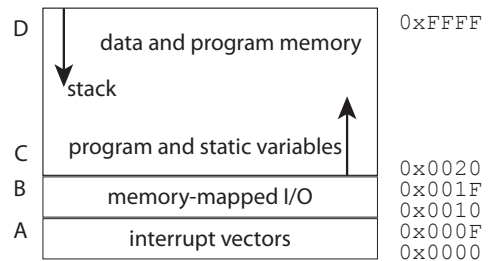 D
0xFFFF
data and program memory
stack
C
program and static variables
0x0020
B
memory-mapped I/O
0x001F
0x0010
A
interrupt vectors
0x000F
0x0000